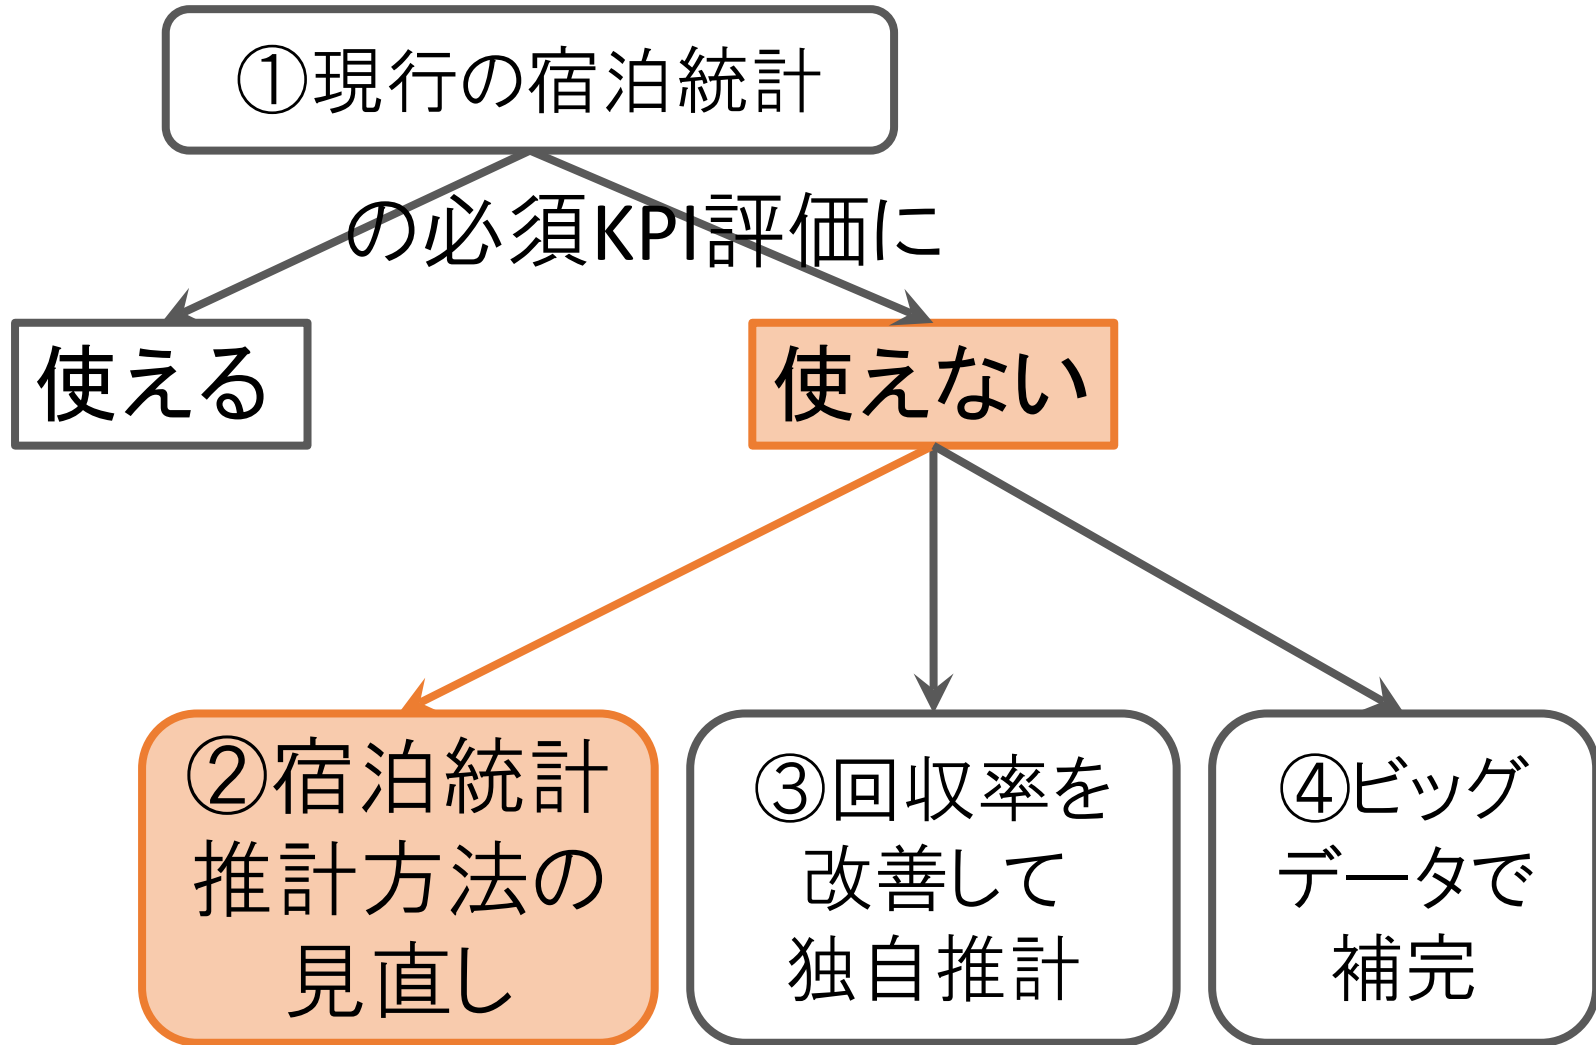 ①現行の宿泊統計
の必須KPI評価に
使える
使えない
②宿泊統計
推計方法の
見直し
③回収率を
改善して
独自推計
④ビッグ
データで
補完